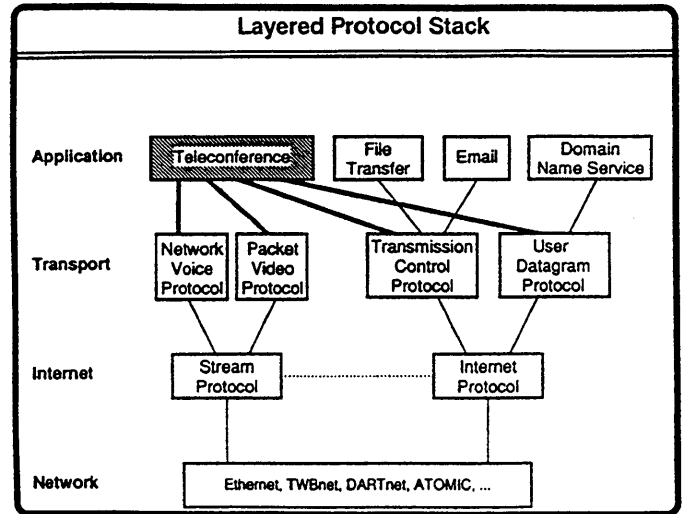 Layered Protocol Stack
Application
Teleconference
File
Transfer
Email
Domain
Name Service
Transport
Network
Voice
Protocol
Packet
Video
Protocol
Transmission
Control
Protocol
User
Datagram
Protocol
Internet
Stream
Protocol
Internet
Protocol
Network
Ethernet, TWBnet, DARTnet, ATOMIC, ...